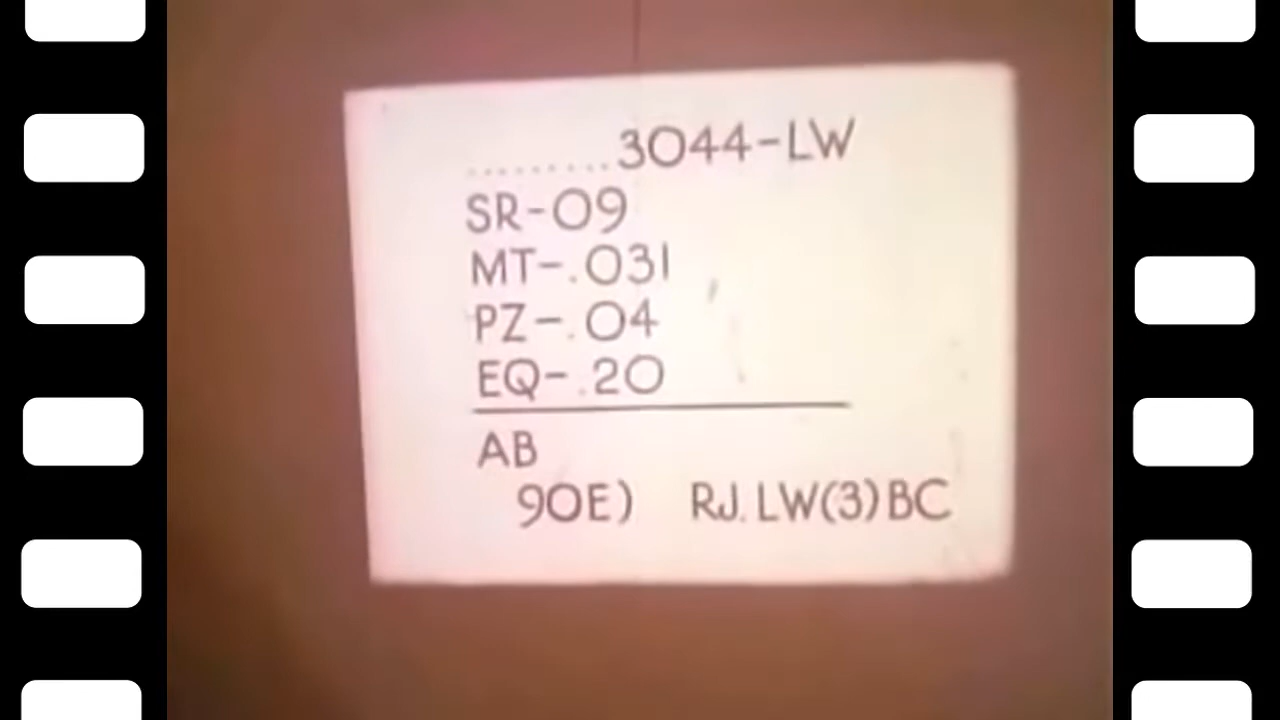 .........3044-LW
SR-09
MT-.031
PZ-.04
EQ-.20
AB
90E) RJ. LW(3)BC